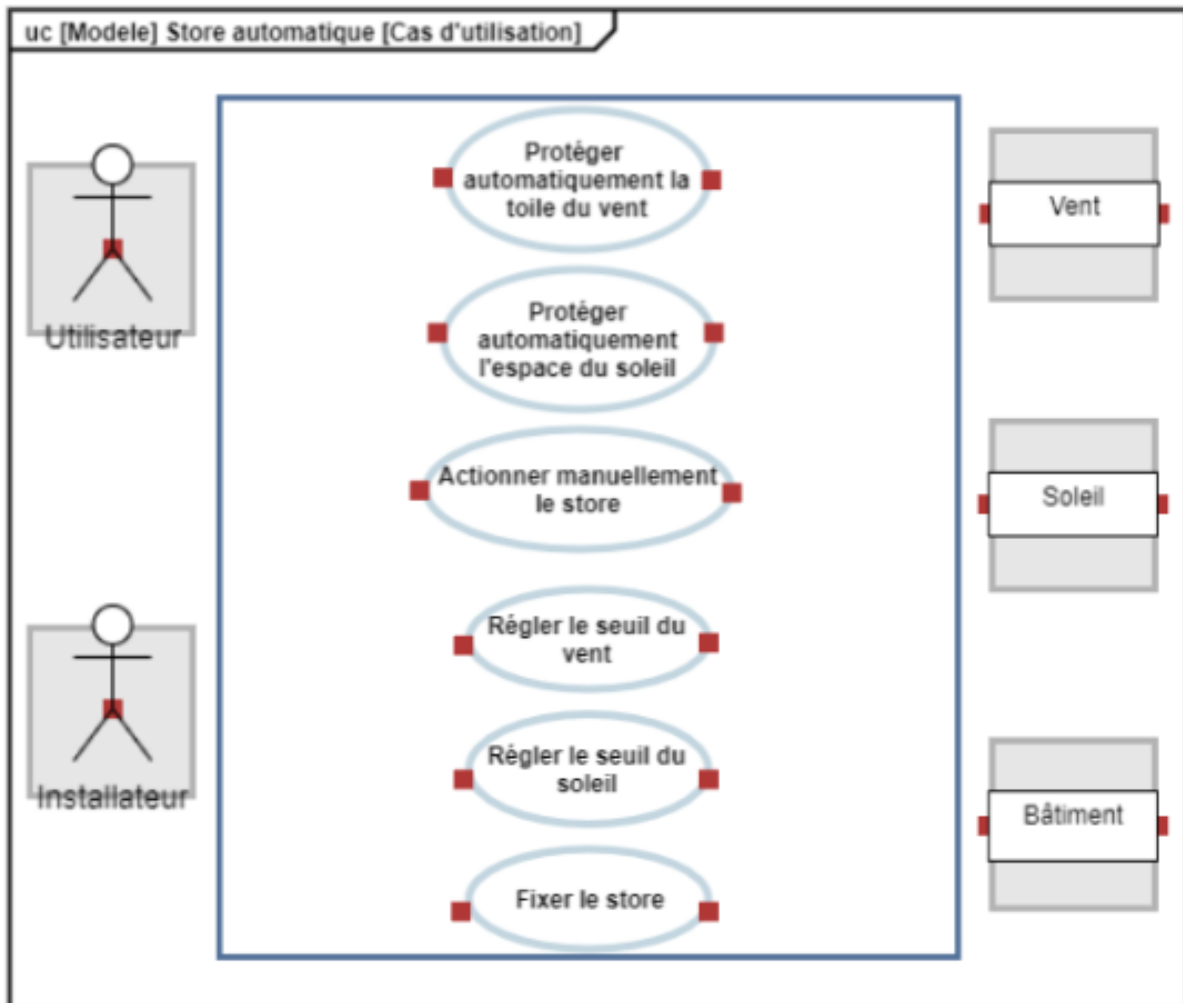 uc [Modele] Store automatique [Cas d'utilisation]
Protéger
automatiquement la
toile du vent
Vent
Utilisateur
Protéger
automatiquement
l'espace du soleil
Actionner manuellement
le store
Soleil
Régler le seuil du
vent
Installateur
Régler le seuil du
soleil
Bâtiment
Fixer le store